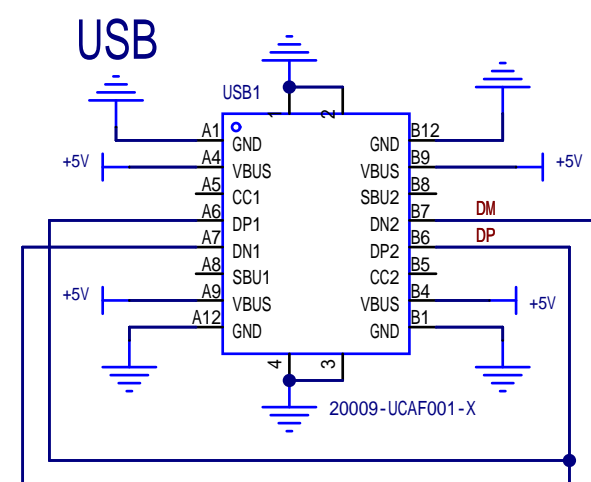 USB
USB1
1 2
A1 GND GND B12
+5V A4 VBUS VBUS B9 +5V
A5 CC1 SBU2 B8
A6 DP1 DN2 B7 DM
A7 DN1 DP2 B6 DP
A8 SBU1 CC2 B5
+5V A9 VBUS VBUS B4 +5V
A12 GND GND B1
4 3
20009-UCAF001-X